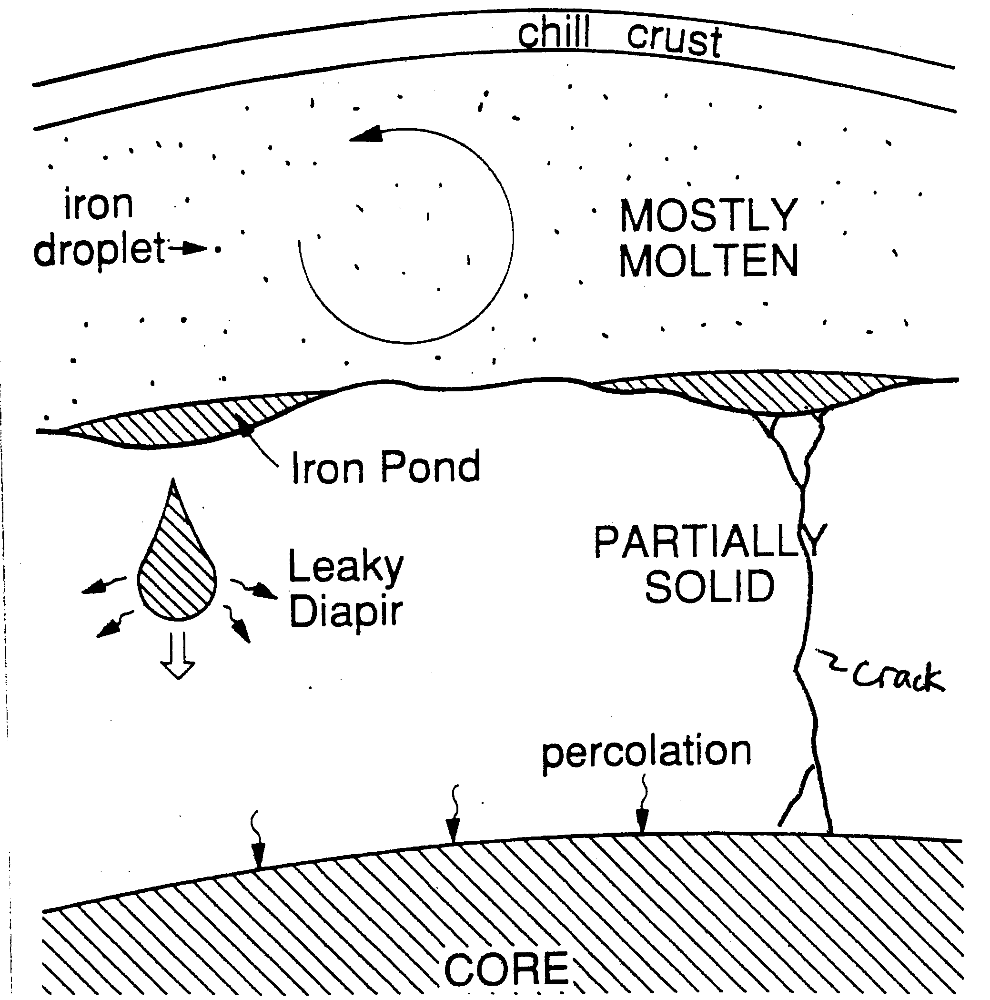 chill crust
iron
droplet
MOSTLY
MOLTEN
Iron Pond
Leaky
Diapir
PARTIALLY
SOLID
crack
percolation
CORE